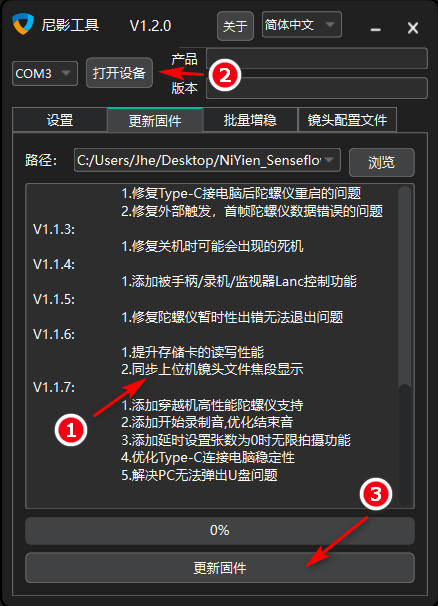 尼影工具 V1.2.0 关于 简体中文
产品
COM3 打开设备 2
版本
设置 更新固件 批量增稳 镜头配置文件
路径： C:/Users/Jhe/Desktop/NiYien_Senseflov 浏览
1.修复Type-C接电脑后陀螺仪重启的问题
2.修复外部触发，首帧陀螺仪数据错误的问题
V1.1.3:
1.修复关机时可能会出现的死机
V1.1.4:
1.添加被手柄/录机/监视器Lanc控制功能
V1.1.5:
1.修复陀螺仪暂时性出错无法退出问题
V1.1.6:
1.提升存储卡的读写性能
2.同步上位机镜头文件焦段显示
V1.1.7:
1
1.添加穿越机高性能陀螺仪支持
2.添加开始录制音,优化结束音
3.添加延时设置张数为0时无限拍摄功能
4.优化Type-C连接电脑稳定性
5.解决PC无法弹出U盘问题
3
0%
更新固件